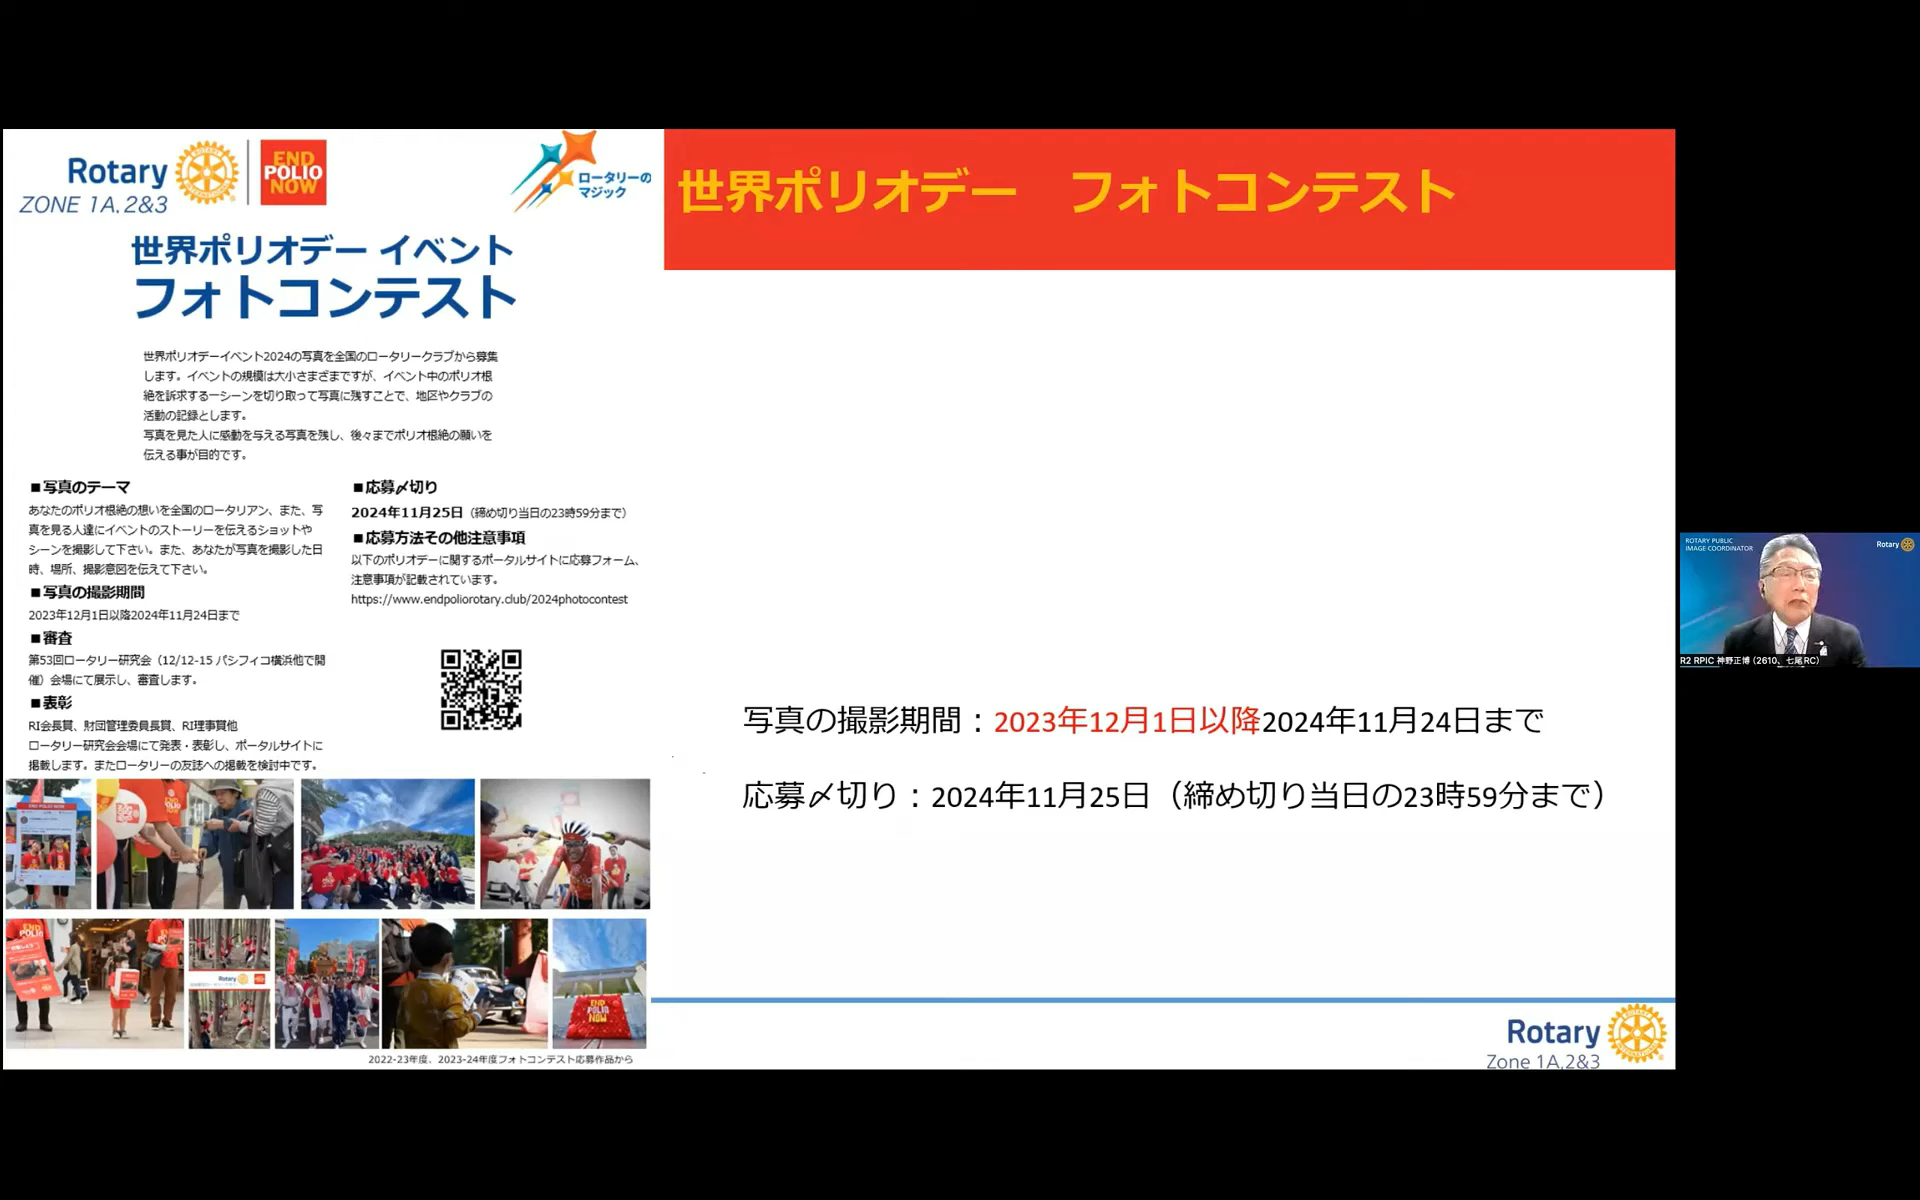 Rotary
ZONE 1A,2&3
END
POLIO
NOW
ロータリーの
マジック
世界ポリオデー イベント
フォトコンテスト
世界ポリオデーイベント2024の写真を全国のロータリークラブから募集
します。イベントの規模は大小さまざまですが、イベント中のポリオ根
絶を訴求する一シーンを切り取って写真に残すことで、地区やクラブの
活動の記録とします。
写真を見た人に感動を与える写真を残し、後々までポリオ根絶の願いを
伝える事が目的です。
■写真のテーマ
あなたのポリオ根絶の想いを全国のロータリアン、また、写
真を見る人達にイベントのストーリーを伝えるショットや
シーンを撮影して下さい。また、あなたが写真を撮影した日
時、場所、撮影意図を伝えて下さい。
■写真の撮影期間
2023年12月1日以降2024年11月24日まで
■審査
第53回ロータリー研究会（12/12-15 パシフィコ横浜他で開
催）会場にて展示し、審査します。
■表彰
RI会長賞、財団管理委員長賞、RI理事賞他
ロータリー研究会会場にて発表・表彰し、ポータルサイトに
掲載します。またロータリーの友誌への掲載を検討中です。
■応募〆切り
2024年11月25日（締め切り当日の23時59分まで）
■応募方法その他注意事項
以下のポリオデーに関するポータルサイトに応募フォーム、
注意事項が記載されています。
https://www.endpoliorotary.club/2024photocontest
END POLIO NOW
END
POLIO
NOW
Rotary
2022-23年度、2023-24年度フォトコンテスト応募作品から
世界ポリオデー　フォトコンテスト
写真の撮影期間：2023年12月1日以降2024年11月24日まで
応募〆切り：2024年11月25日（締め切り当日の23時59分まで）
Rotary
Zone 1A,2&3
ROTARY PUBLIC
IMAGE COORDINATOR
Rotary
R2 RPIC 神野正博（2610、七尾RC）